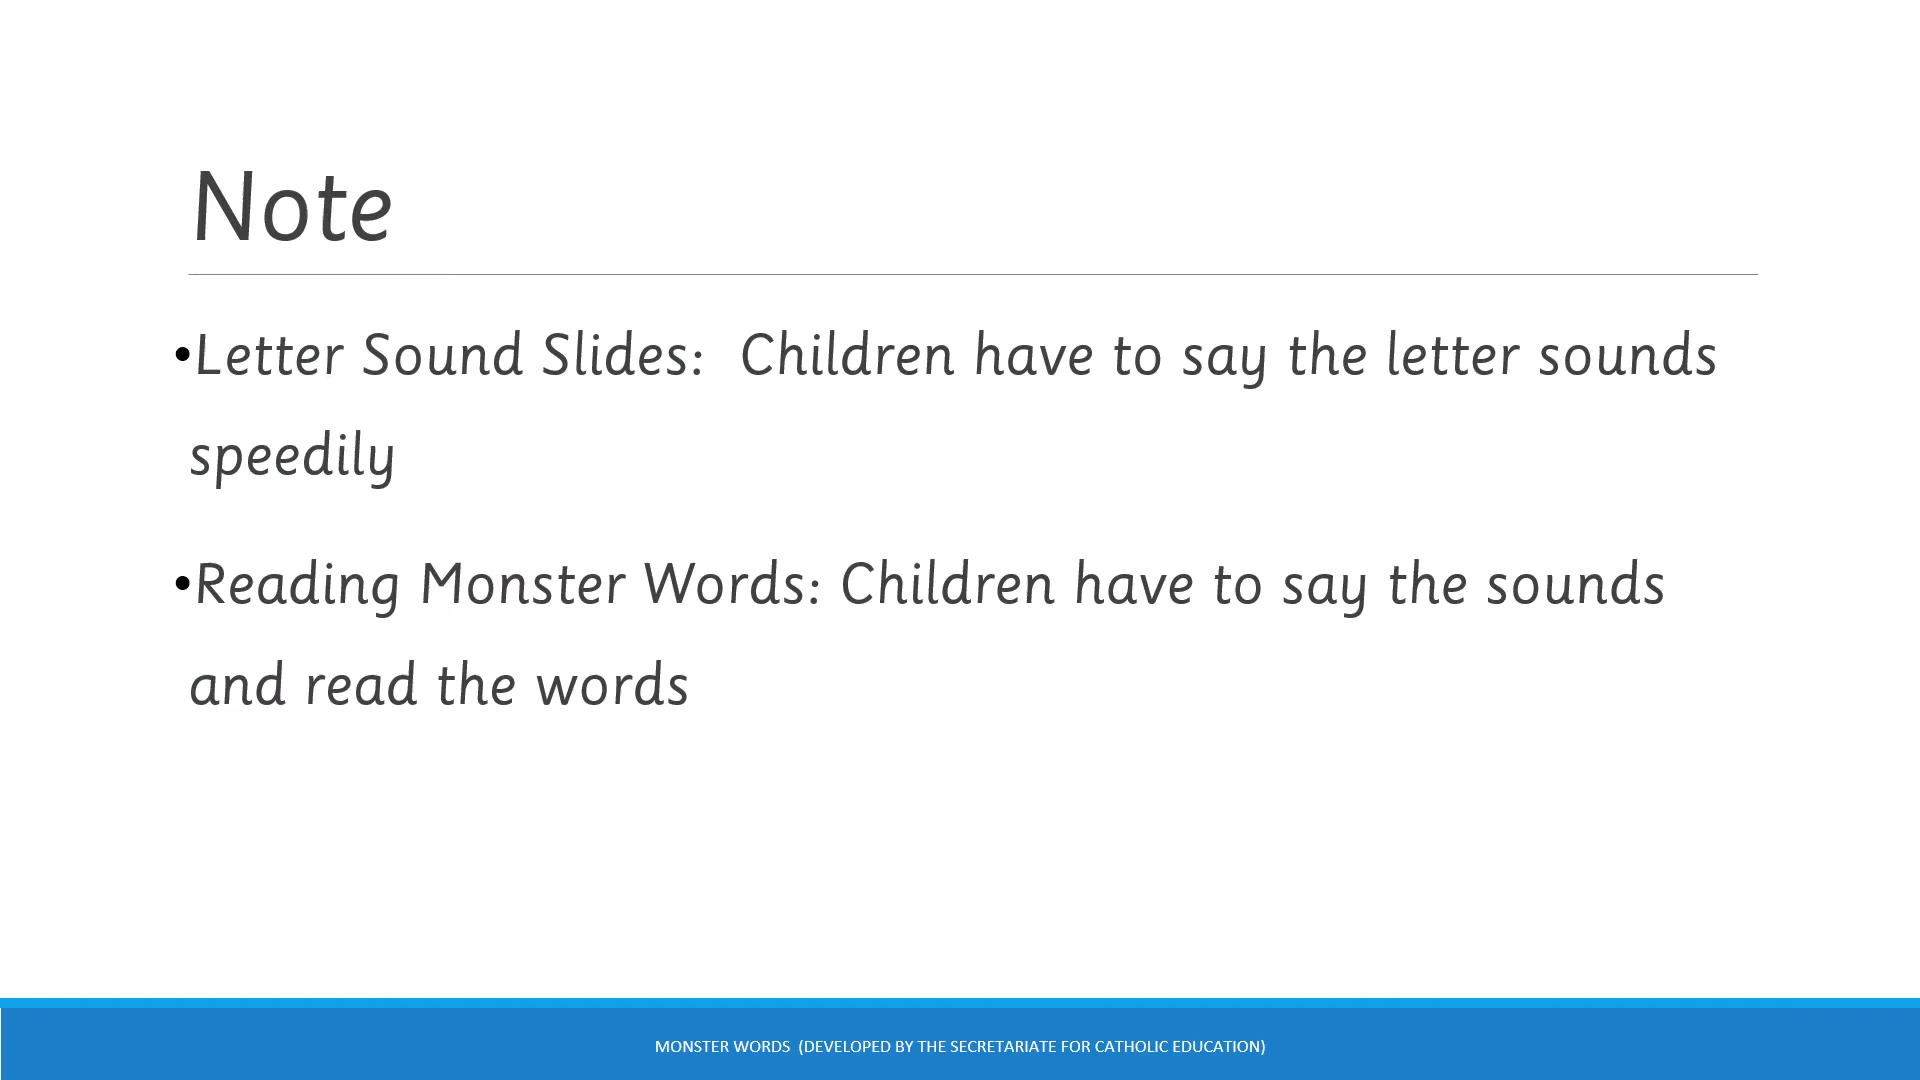 Note
•Letter Sound Slides:  Children have to say the letter sounds
speedily
•Reading Monster Words: Children have to say the sounds
and read the words
MONSTER WORDS  (DEVELOPED BY THE SECRETARIATE FOR CATHOLIC EDUCATION)